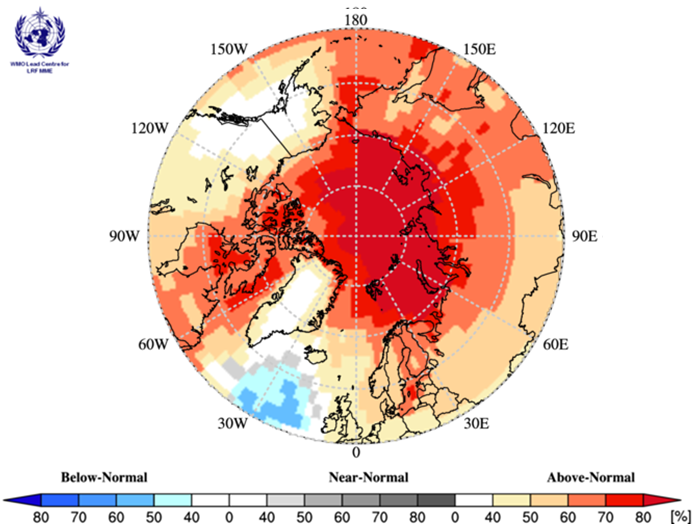 180
150W
150E
WMO Lead Centre for
LRF MME
120W
120E
90W
90E
60W
60E
30W
30E
0
Below-Normal Near-Normal Above-Normal
80 70 60 50 40 0 40 50 60 70 80 0 40 50 60 70 80 [%]